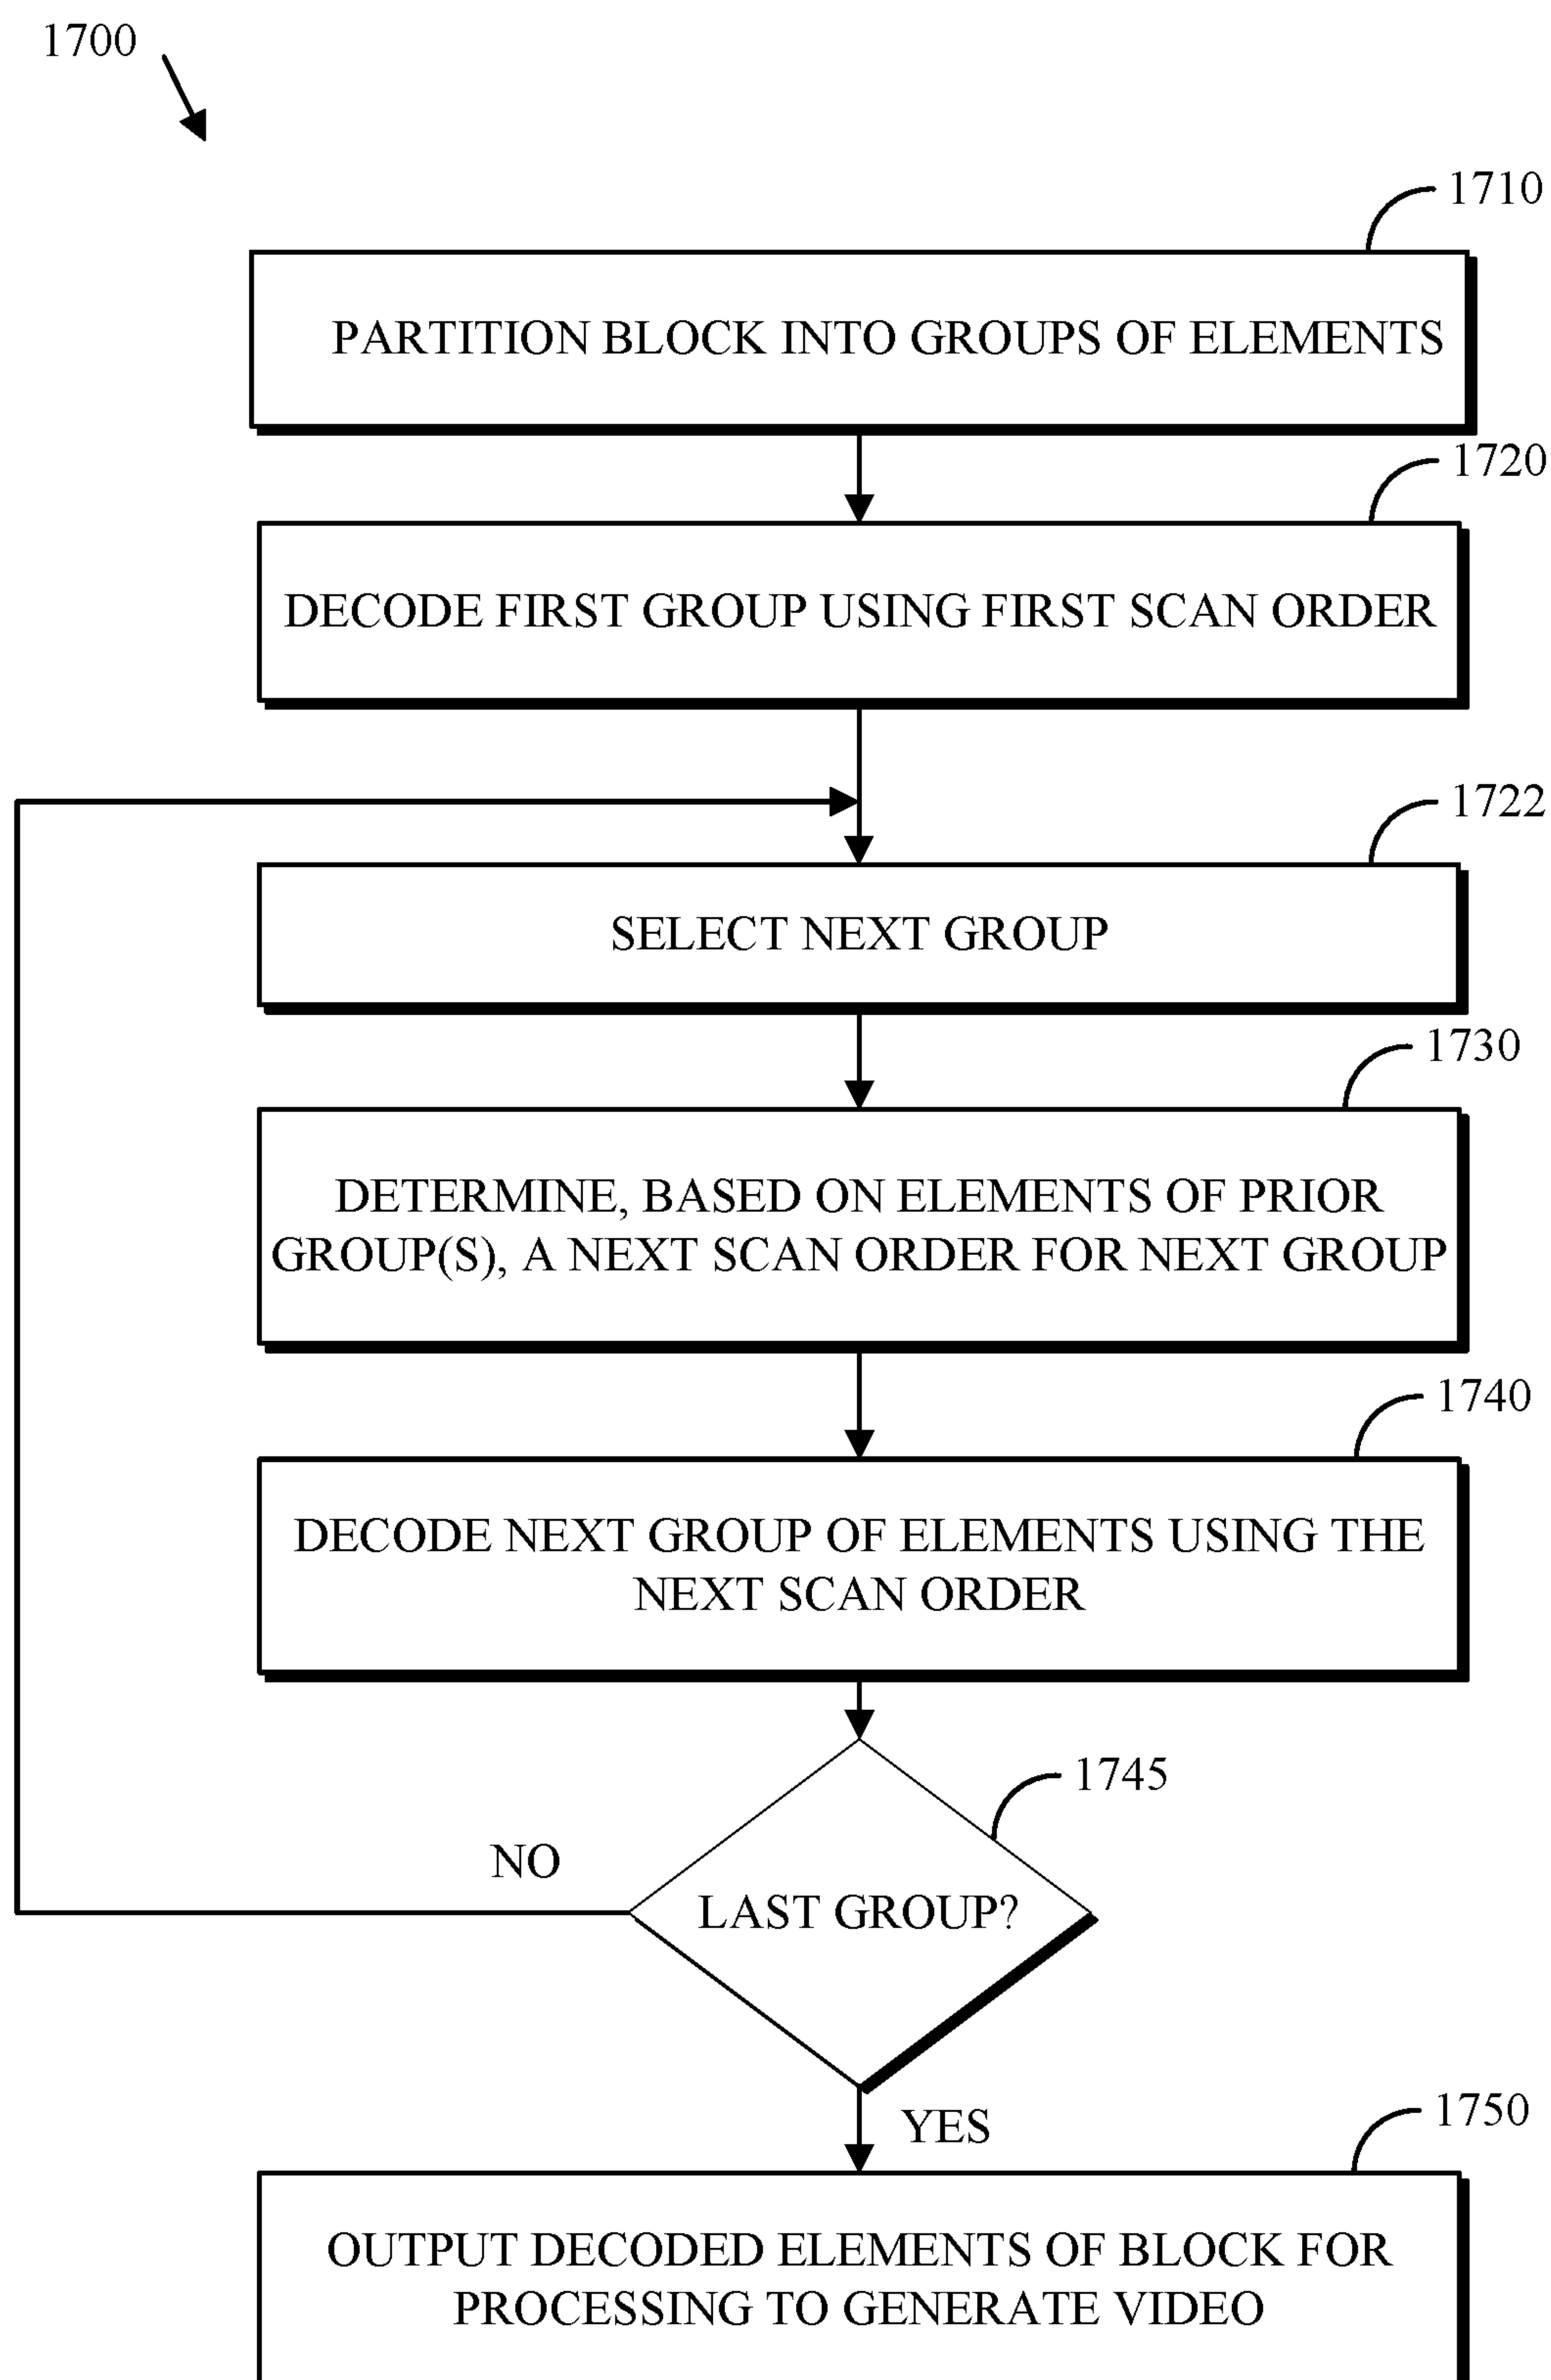 1700
1710
PARTITION BLOCK INTO GROUPS OF ELEMENTS
1720
DECODE FIRST GROUP USING FIRST SCAN ORDER
1722
SELECT NEXT GROUP
1730
DETERMINE, BASED ON ELEMENTS OF PRIOR
GROUP(S), A NEXT SCAN ORDER FOR NEXT GROUP
1740
DECODE NEXT GROUP OF ELEMENTS USING THE
NEXT SCAN ORDER
1745
LAST GROUP?
NO
YES
1750
OUTPUT DECODED ELEMENTS OF BLOCK FOR
PROCESSING TO GENERATE VIDEO